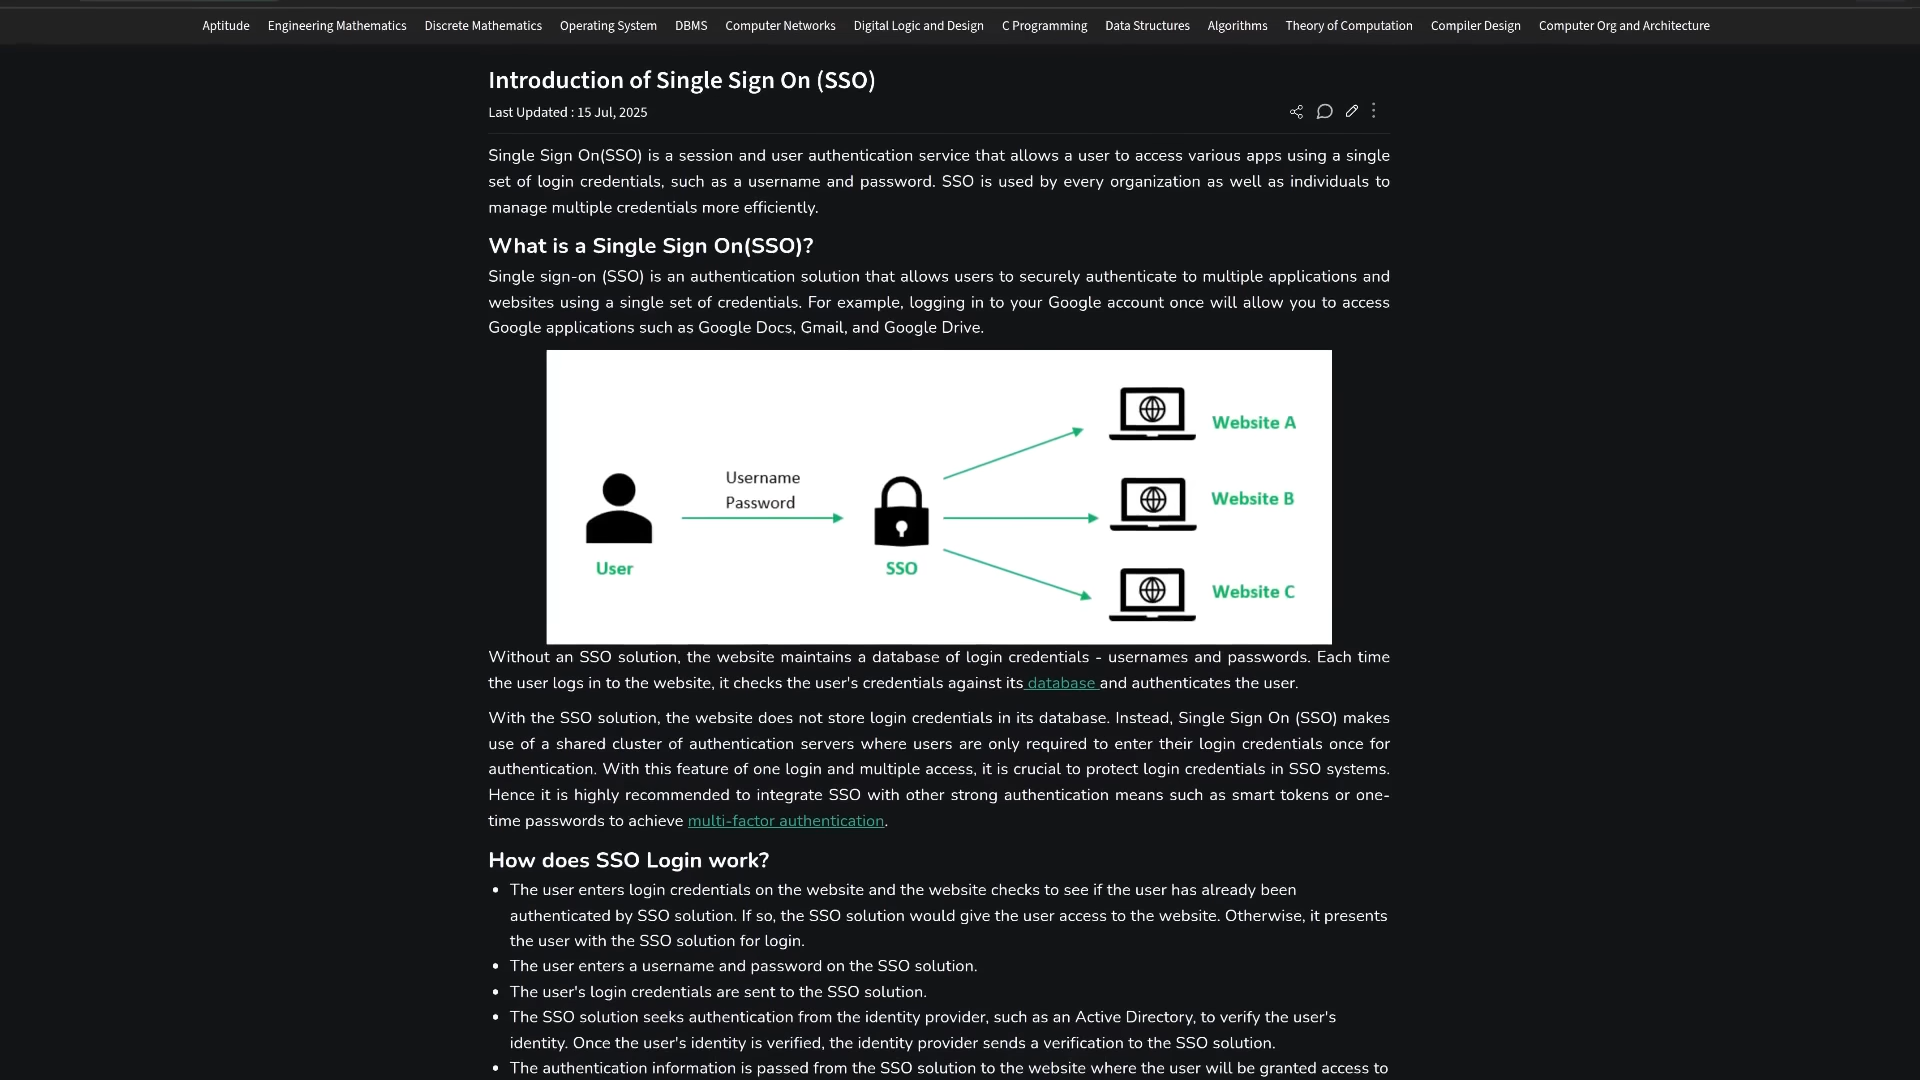 Aptitude Engineering Mathematics Discrete Mathematics Operating System DBMS Computer Networks Digital Logic and Design C Programming Data Structures Algorithms Theory of Computation Compiler Design Computer Org and Architecture
Introduction of Single Sign On (SSO)
Last Updated : 15 Jul, 2025
Single Sign On(SSO) is a session and user authentication service that allows a user to access various apps using a single
set of login credentials, such as a username and password. SSO is used by every organization as well as individuals to
manage multiple credentials more efficiently.
What is a Single Sign On(SSO)?
Single sign-on (SSO) is an authentication solution that allows users to securely authenticate to multiple applications and
websites using a single set of credentials. For example, logging in to your Google account once will allow you to access
Google applications such as Google Docs, Gmail, and Google Drive.
Username
Password
User
SSO
Website A
Website B
Website C
Without an SSO solution, the website maintains a database of login credentials - usernames and passwords. Each time
the user logs in to the website, it checks the user's credentials against its database and authenticates the user.
With the SSO solution, the website does not store login credentials in its database. Instead, Single Sign On (SSO) makes
use of a shared cluster of authentication servers where users are only required to enter their login credentials once for
authentication. With this feature of one login and multiple access, it is crucial to protect login credentials in SSO systems.
Hence it is highly recommended to integrate SSO with other strong authentication means such as smart tokens or one-
time passwords to achieve multi-factor authentication.
How does SSO Login work?
• The user enters login credentials on the website and the website checks to see if the user has already been
authenticated by SSO solution. If so, the SSO solution would give the user access to the website. Otherwise, it presents
the user with the SSO solution for login.
• The user enters a username and password on the SSO solution.
• The user's login credentials are sent to the SSO solution.
• The SSO solution seeks authentication from the identity provider, such as an Active Directory, to verify the user's
identity. Once the user's identity is verified, the identity provider sends a verification to the SSO solution.
• The authentication information is passed from the SSO solution to the website where the user will be granted access to